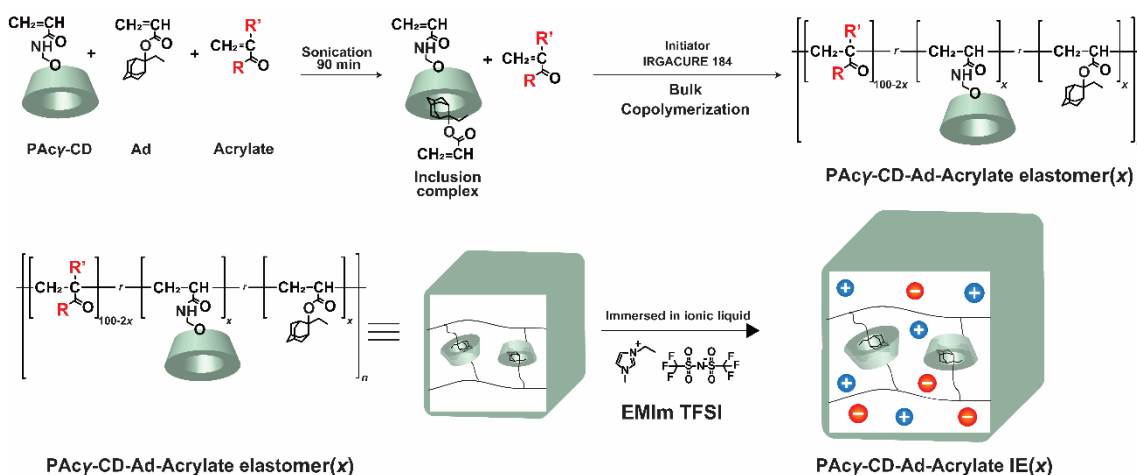 CH₂=CH
O
NH
O
+
CH₂=CH
O
O
+
R'
CH₂=
O
R
PAcγ-CD
Ad
Acrylate
Sonication
90 min
CH₂=CH
O
NH
O
O
O
CH₂=CH
Inclusion
complex
+
R'
CH₂=
O
R
Initiator
IRGACURE 184
Bulk
Copolymerization
R'
CH₂-C
O
R
100-2x
r
CH₂-CH
O
NH
O
x
r
CH₂-CH
O
O
x
n
PAcγ-CD-Ad-Acrylate elastomer(x)
R'
CH₂-C
O
R
100-2x
r
CH₂-CH
O
NH
O
x
r
CH₂-CH
O
O
x
n
PAcγ-CD-Ad-Acrylate elastomer(x)
Immersed in ionic liquid
N
+
N
F
F
F
O
S
O
N
-
O
S
O
F
F
F
EMIm TFSI
+
−
+
+
+
−
−
−
+
−
PAcγ-CD-Ad-Acrylate IE(x)